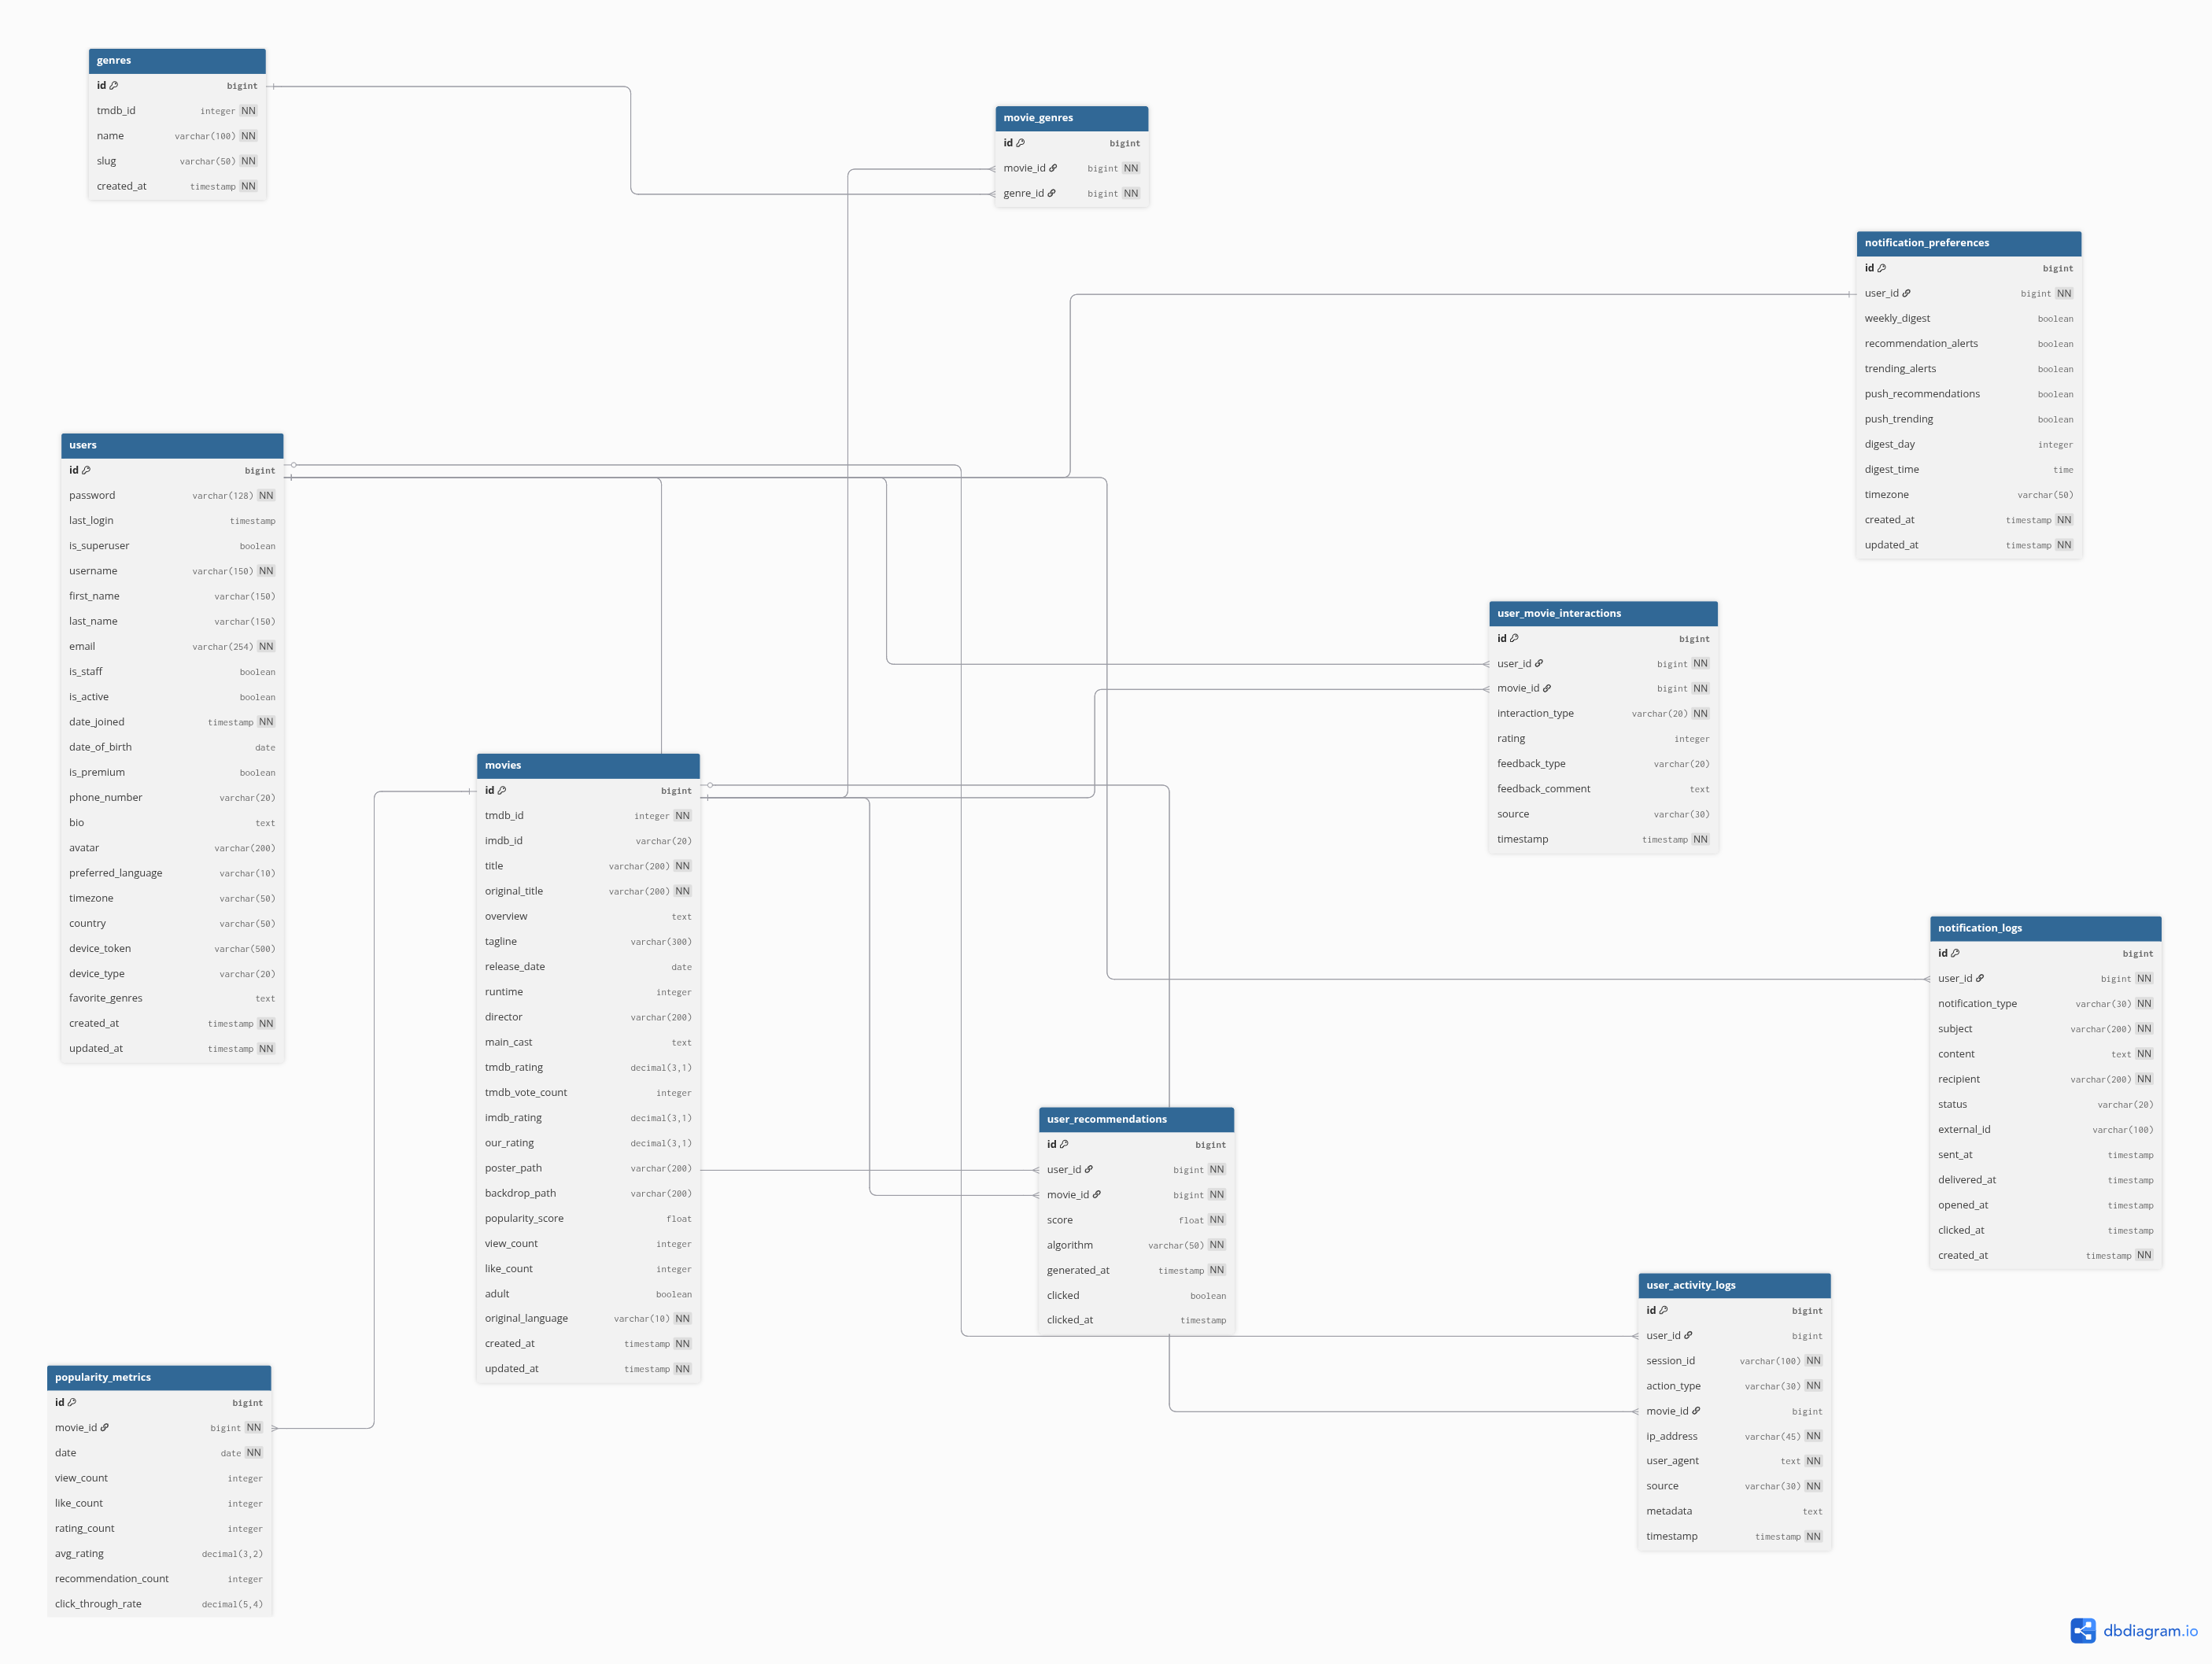 genres
id bigint
tmdb_id integer NN
name varchar(100) NN
slug varchar(50) NN
created_at timestamp NN
movie_genres
id bigint
movie_id bigint NN
genre_id bigint NN
notification_preferences
id bigint
user_id bigint NN
weekly_digest boolean
recommendation_alerts boolean
trending_alerts boolean
push_recommendations boolean
push_trending boolean
digest_day integer
digest_time time
timezone varchar(50)
created_at timestamp NN
updated_at timestamp NN
users
id bigint
password varchar(128) NN
last_login timestamp
is_superuser boolean
username varchar(150) NN
first_name varchar(150)
last_name varchar(150)
email varchar(254) NN
is_staff boolean
is_active boolean
date_joined timestamp NN
date_of_birth date
is_premium boolean
phone_number varchar(20)
bio text
avatar varchar(200)
preferred_language varchar(10)
timezone varchar(50)
country varchar(50)
device_token varchar(500)
device_type varchar(20)
favorite_genres text
created_at timestamp NN
updated_at timestamp NN
user_movie_interactions
id bigint
user_id bigint NN
movie_id bigint NN
interaction_type varchar(20) NN
rating integer
feedback_type varchar(20)
feedback_comment text
source varchar(30)
timestamp timestamp NN
movies
id bigint
tmdb_id integer NN
imdb_id varchar(20)
title varchar(200) NN
original_title varchar(200) NN
overview text
tagline varchar(300)
release_date date
runtime integer
director varchar(200)
main_cast text
tmdb_rating decimal(3,1)
tmdb_vote_count integer
imdb_rating decimal(3,1)
our_rating decimal(3,1)
poster_path varchar(200)
backdrop_path varchar(200)
popularity_score float
view_count integer
like_count integer
adult boolean
original_language varchar(10) NN
created_at timestamp NN
updated_at timestamp NN
notification_logs
id bigint
user_id bigint NN
notification_type varchar(30) NN
subject varchar(200) NN
content text NN
recipient varchar(200) NN
status varchar(20)
external_id varchar(100)
sent_at timestamp
delivered_at timestamp
opened_at timestamp
clicked_at timestamp
created_at timestamp NN
user_recommendations
id bigint
user_id bigint NN
movie_id bigint NN
score float NN
algorithm varchar(50) NN
generated_at timestamp NN
clicked boolean
clicked_at timestamp
user_activity_logs
id bigint
user_id bigint
session_id varchar(100) NN
action_type varchar(30) NN
movie_id bigint
ip_address varchar(45) NN
user_agent text NN
source varchar(30) NN
metadata text
timestamp timestamp NN
popularity_metrics
id bigint
movie_id bigint NN
date date NN
view_count integer
like_count integer
rating_count integer
avg_rating decimal(3,2)
recommendation_count integer
click_through_rate decimal(5,4)
dbdiagram.io